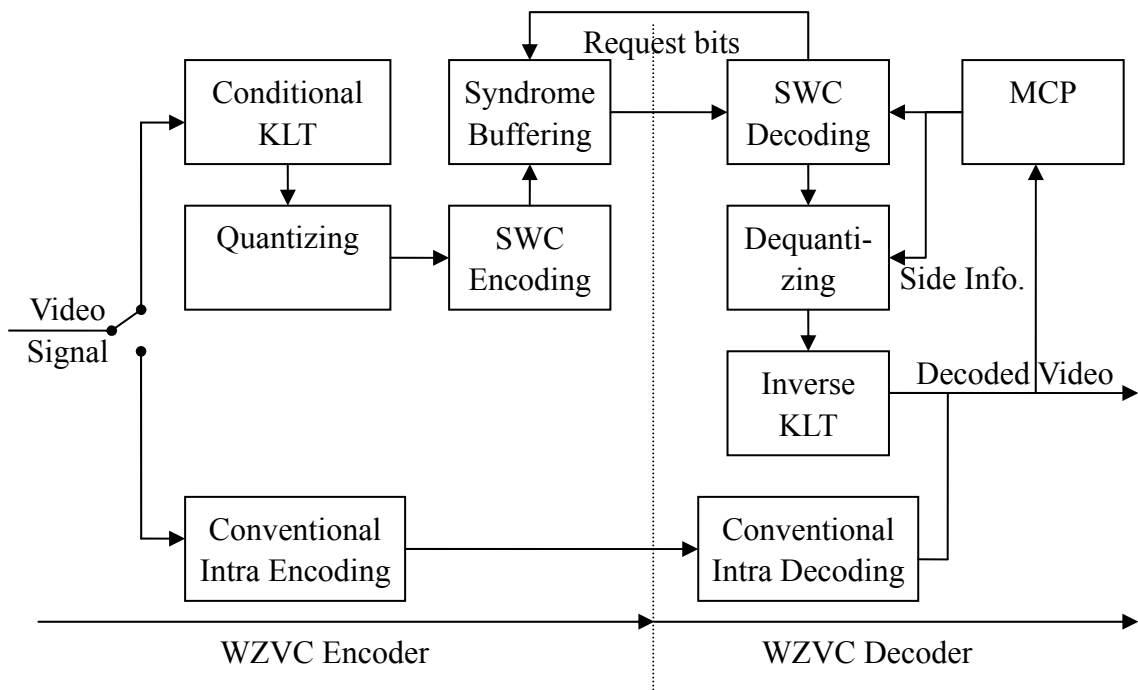 Request bits
Conditional
KLT
Syndrome
Buffering
SWC
Decoding
MCP
Quantizing
SWC
Encoding
Dequanti-
zing
Side Info.
Video
Signal
Inverse
KLT
Decoded Video
Conventional
Intra Encoding
Conventional
Intra Decoding
WZVC Encoder
WZVC Decoder